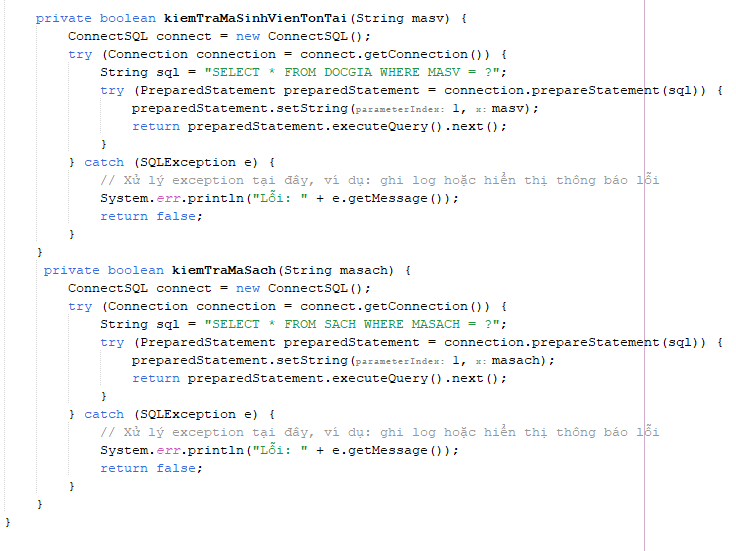 private boolean kiemTraMaSinhVienTonTai(String masv) {
ConnectSQL connect = new ConnectSQL();
try (Connection connection = connect.getConnection()) {
String sql = "SELECT * FROM DOCGIA WHERE MASV = ?";
try (PreparedStatement preparedStatement = connection.prepareStatement(sql)) {
preparedStatement.setString(parameterIndex: 1, x: masv);
return preparedStatement.executeQuery().next();
}
} catch (SQLException e) {
// Xử lý exception tại đây, ví dụ: ghi log hoặc hiển thị thông báo lỗi
System.err.println("Lỗi: " + e.getMessage());
return false;
}
}
private boolean kiemTraMaSach(String masach) {
ConnectSQL connect = new ConnectSQL();
try (Connection connection = connect.getConnection()) {
String sql = "SELECT * FROM SACH WHERE MASACH = ?";
try (PreparedStatement preparedStatement = connection.prepareStatement(sql)) {
preparedStatement.setString(parameterIndex: 1, x: masach);
return preparedStatement.executeQuery().next();
}
} catch (SQLException e) {
// Xử lý exception tại đây, ví dụ: ghi log hoặc hiển thị thông báo lỗi
System.err.println("Lỗi: " + e.getMessage());
return false;
}
}
}